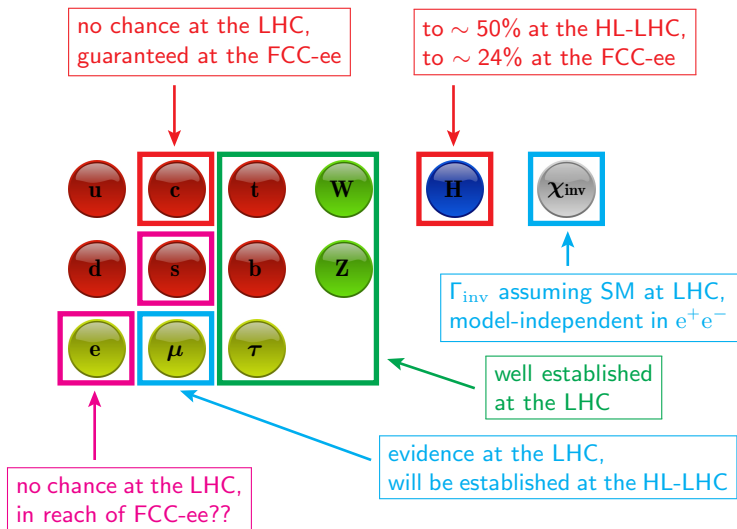 no chance at the LHC,
guaranteed at the FCC-ee
to ∼ 50% at the HL-LHC,
to ∼ 24% at the FCC-ee
u c t W H χinv
d s b Z
Γinv assuming SM at LHC,
model-independent in e⁺e⁻
e μ τ
well established
at the LHC
evidence at the LHC,
will be established at the HL-LHC
no chance at the LHC,
in reach of FCC-ee??